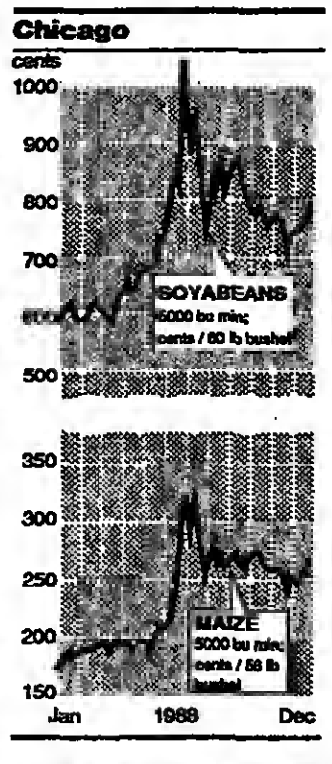 Chicago
cents
1000
900
800
700
600
500
SOYABEANS
5000 bu min;
cents / 60 lb bushel
350
300
250
200
150
MAIZE
5000 bu min;
cents / 56 lb
bushel
Jan 1988 Dec